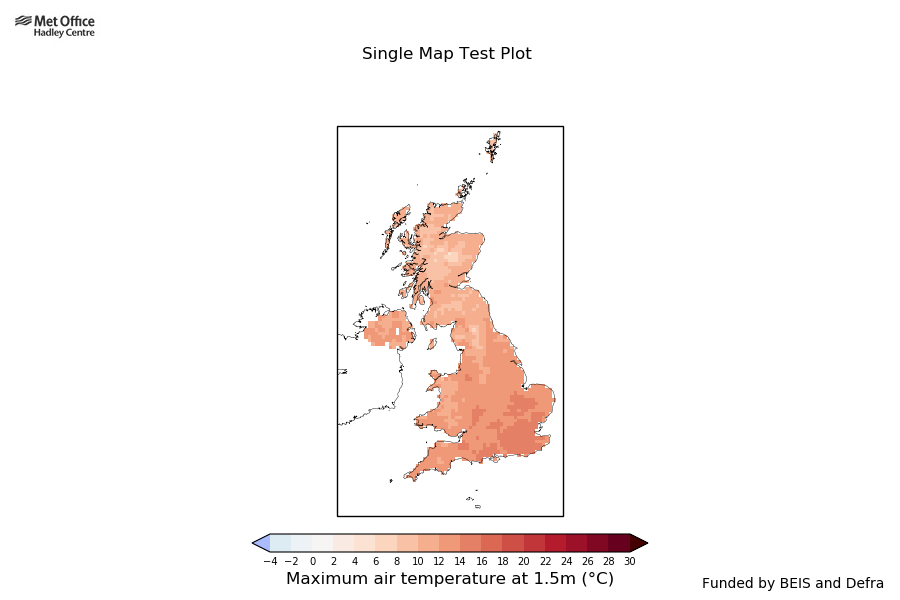 Met Office
Hadley Centre
Single Map Test Plot
−4 −2 0 2 4 6 8 10 12 14 16 18 20 22 24 26 28 30
Maximum air temperature at 1.5m (°C)
Funded by BEIS and Defra